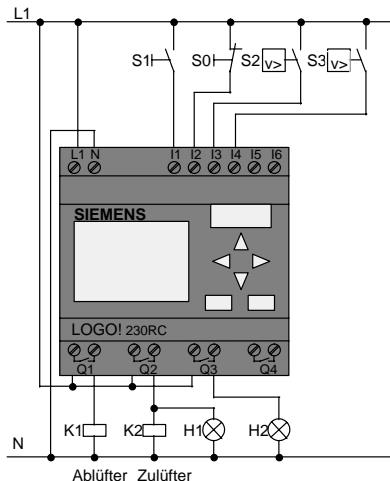 L1
S1 S0 S2 v> S3 v>
L1 N I1 I2 I3 I4 I5 I6
SIEMENS
LOGO! 230RC
Q1 Q2 Q3 Q4
K1 K2 H1 H2
N
Ablüfter Zulüfter